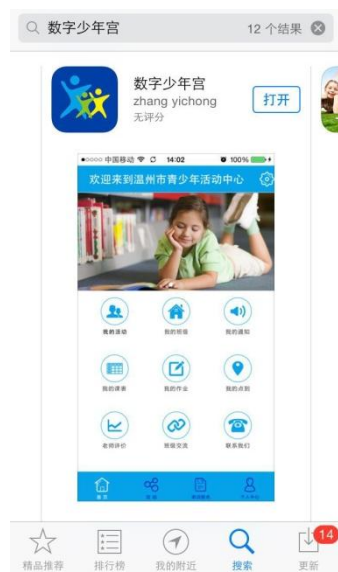 数字少年宫
12 个结果
数字少年宫
zhang yichong
无评分
打开
中国移动 14:02 100%
欢迎来到温州市青少年活动中心
我的活动 我的班级 我的通知
我的课表 我的作业 我的点到
老师评价 班级交流 联系我们
首页
个人中心
精品推荐 排行榜 我的附近 搜索 更新
14